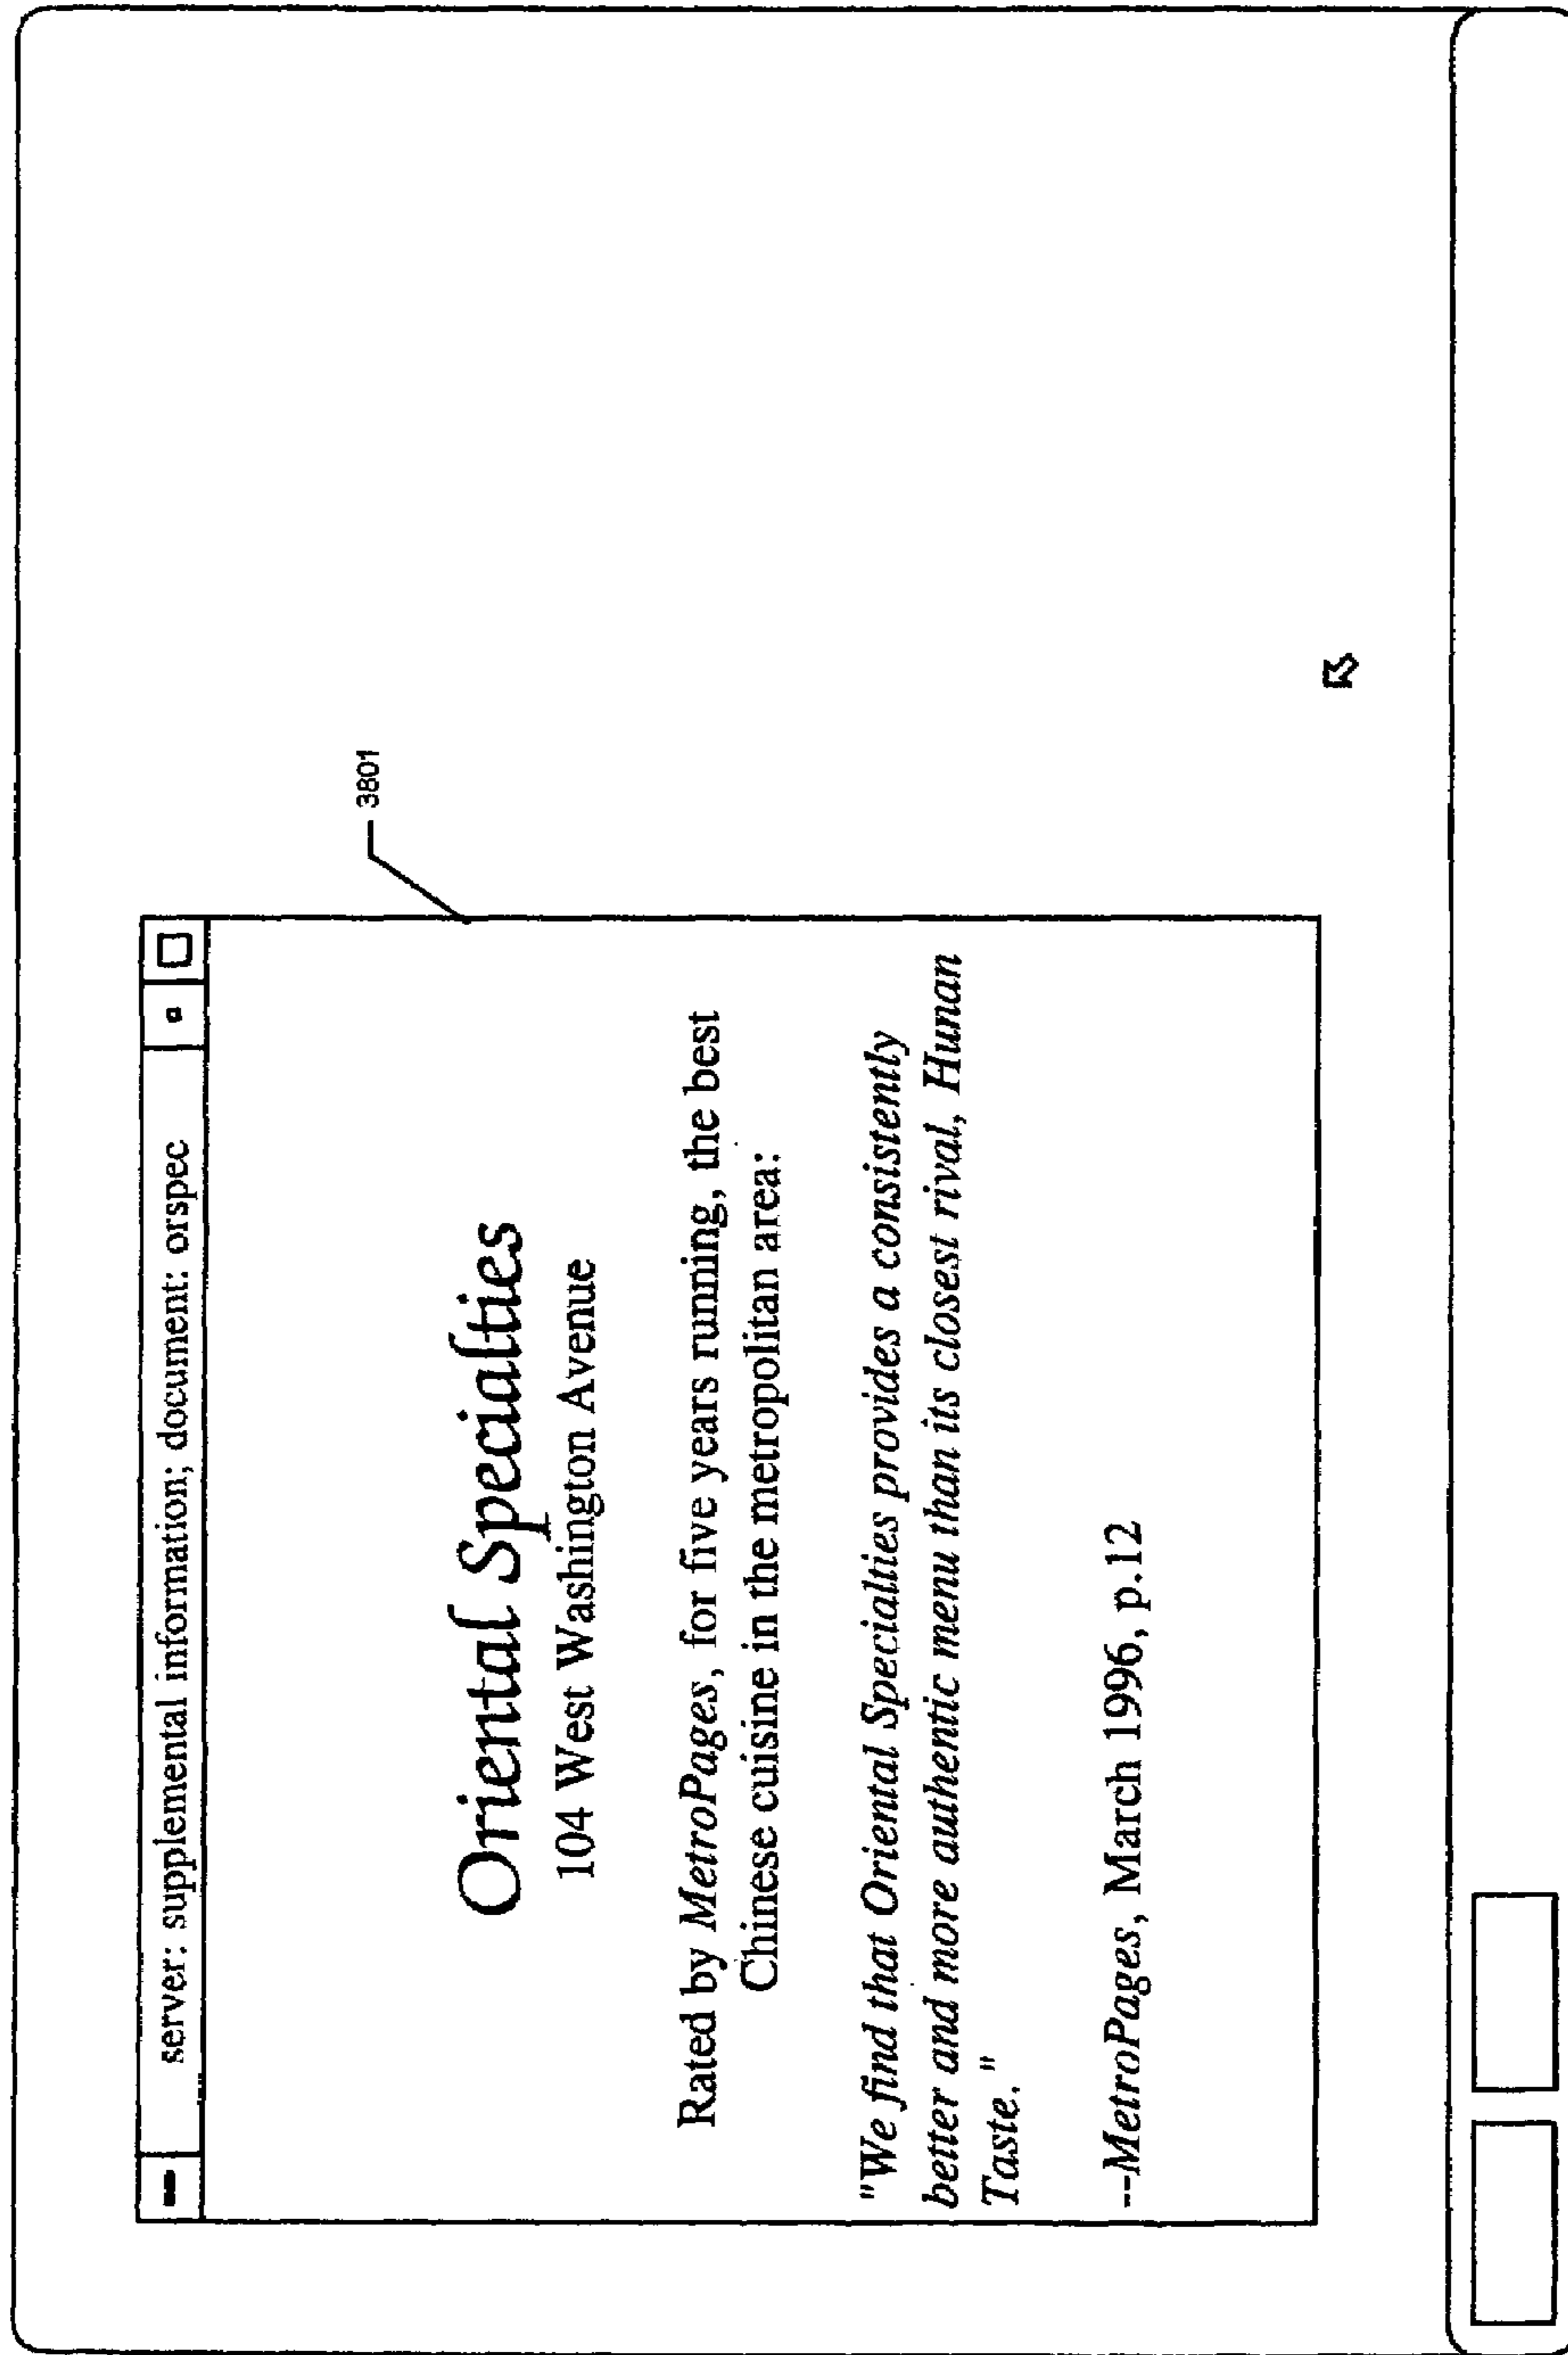 server: supplemental information; document: orspec
3801
Oriental Specialties
104 West Washington Avenue
Rated by MetroPages, for five years running, the best
Chinese cuisine in the metropolitan area:
"We find that Oriental Specialties provides a consistently
better and more authentic menu than its closest rival, Hunan
Taste."
--MetroPages, March 1996, p.12